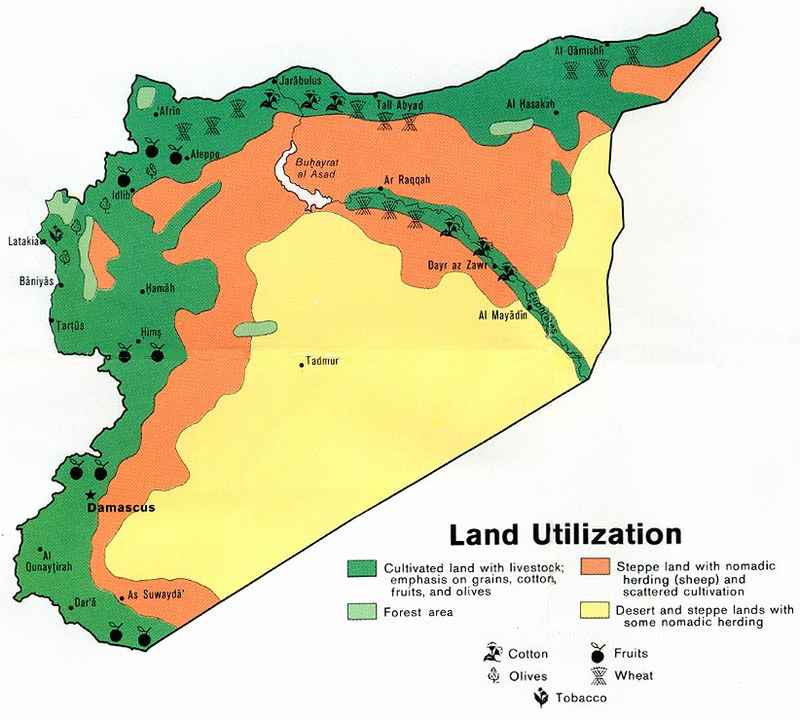 Al Qāmishlī
Jarābulus
Tall Abyaḍ
Al Ḥasakah
ʻAfrīn
Aleppo
Buḥayrat
al Asad
Ar Raqqah
Idlib
Latakia
Dayr az Zawr
Bāniyās
Ḥamāh
Euphrates
Al Mayādīn
Ṭarṭūs
Ḥimṣ
Tadmur
Damascus
Al
Qunayṭirah
Darʻā
As Suwaydāʼ
Land Utilization
Cultivated land with livestock;
emphasis on grains, cotton,
fruits, and olives
Forest area
Steppe land with nomadic
herding (sheep) and
scattered cultivation
Desert and steppe lands with
some nomadic herding
Cotton
Fruits
Olives
Wheat
Tobacco